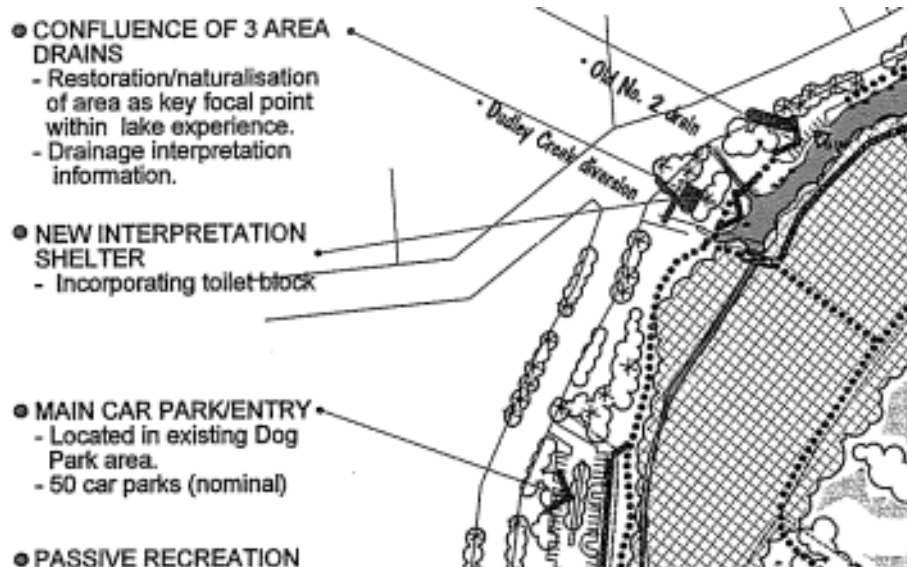 CONFLUENCE OF 3 AREA
DRAINS
- Restoration/naturalisation
of area as key focal point
within lake experience.
- Drainage interpretation
information.
NEW INTERPRETATION
SHELTER
- Incorporating toilet block
MAIN CAR PARK/ENTRY
- Located in existing Dog
Park area.
- 50 car parks (nominal)
PASSIVE RECREATION
Old No. 2 drain
Dudley Creek diversion